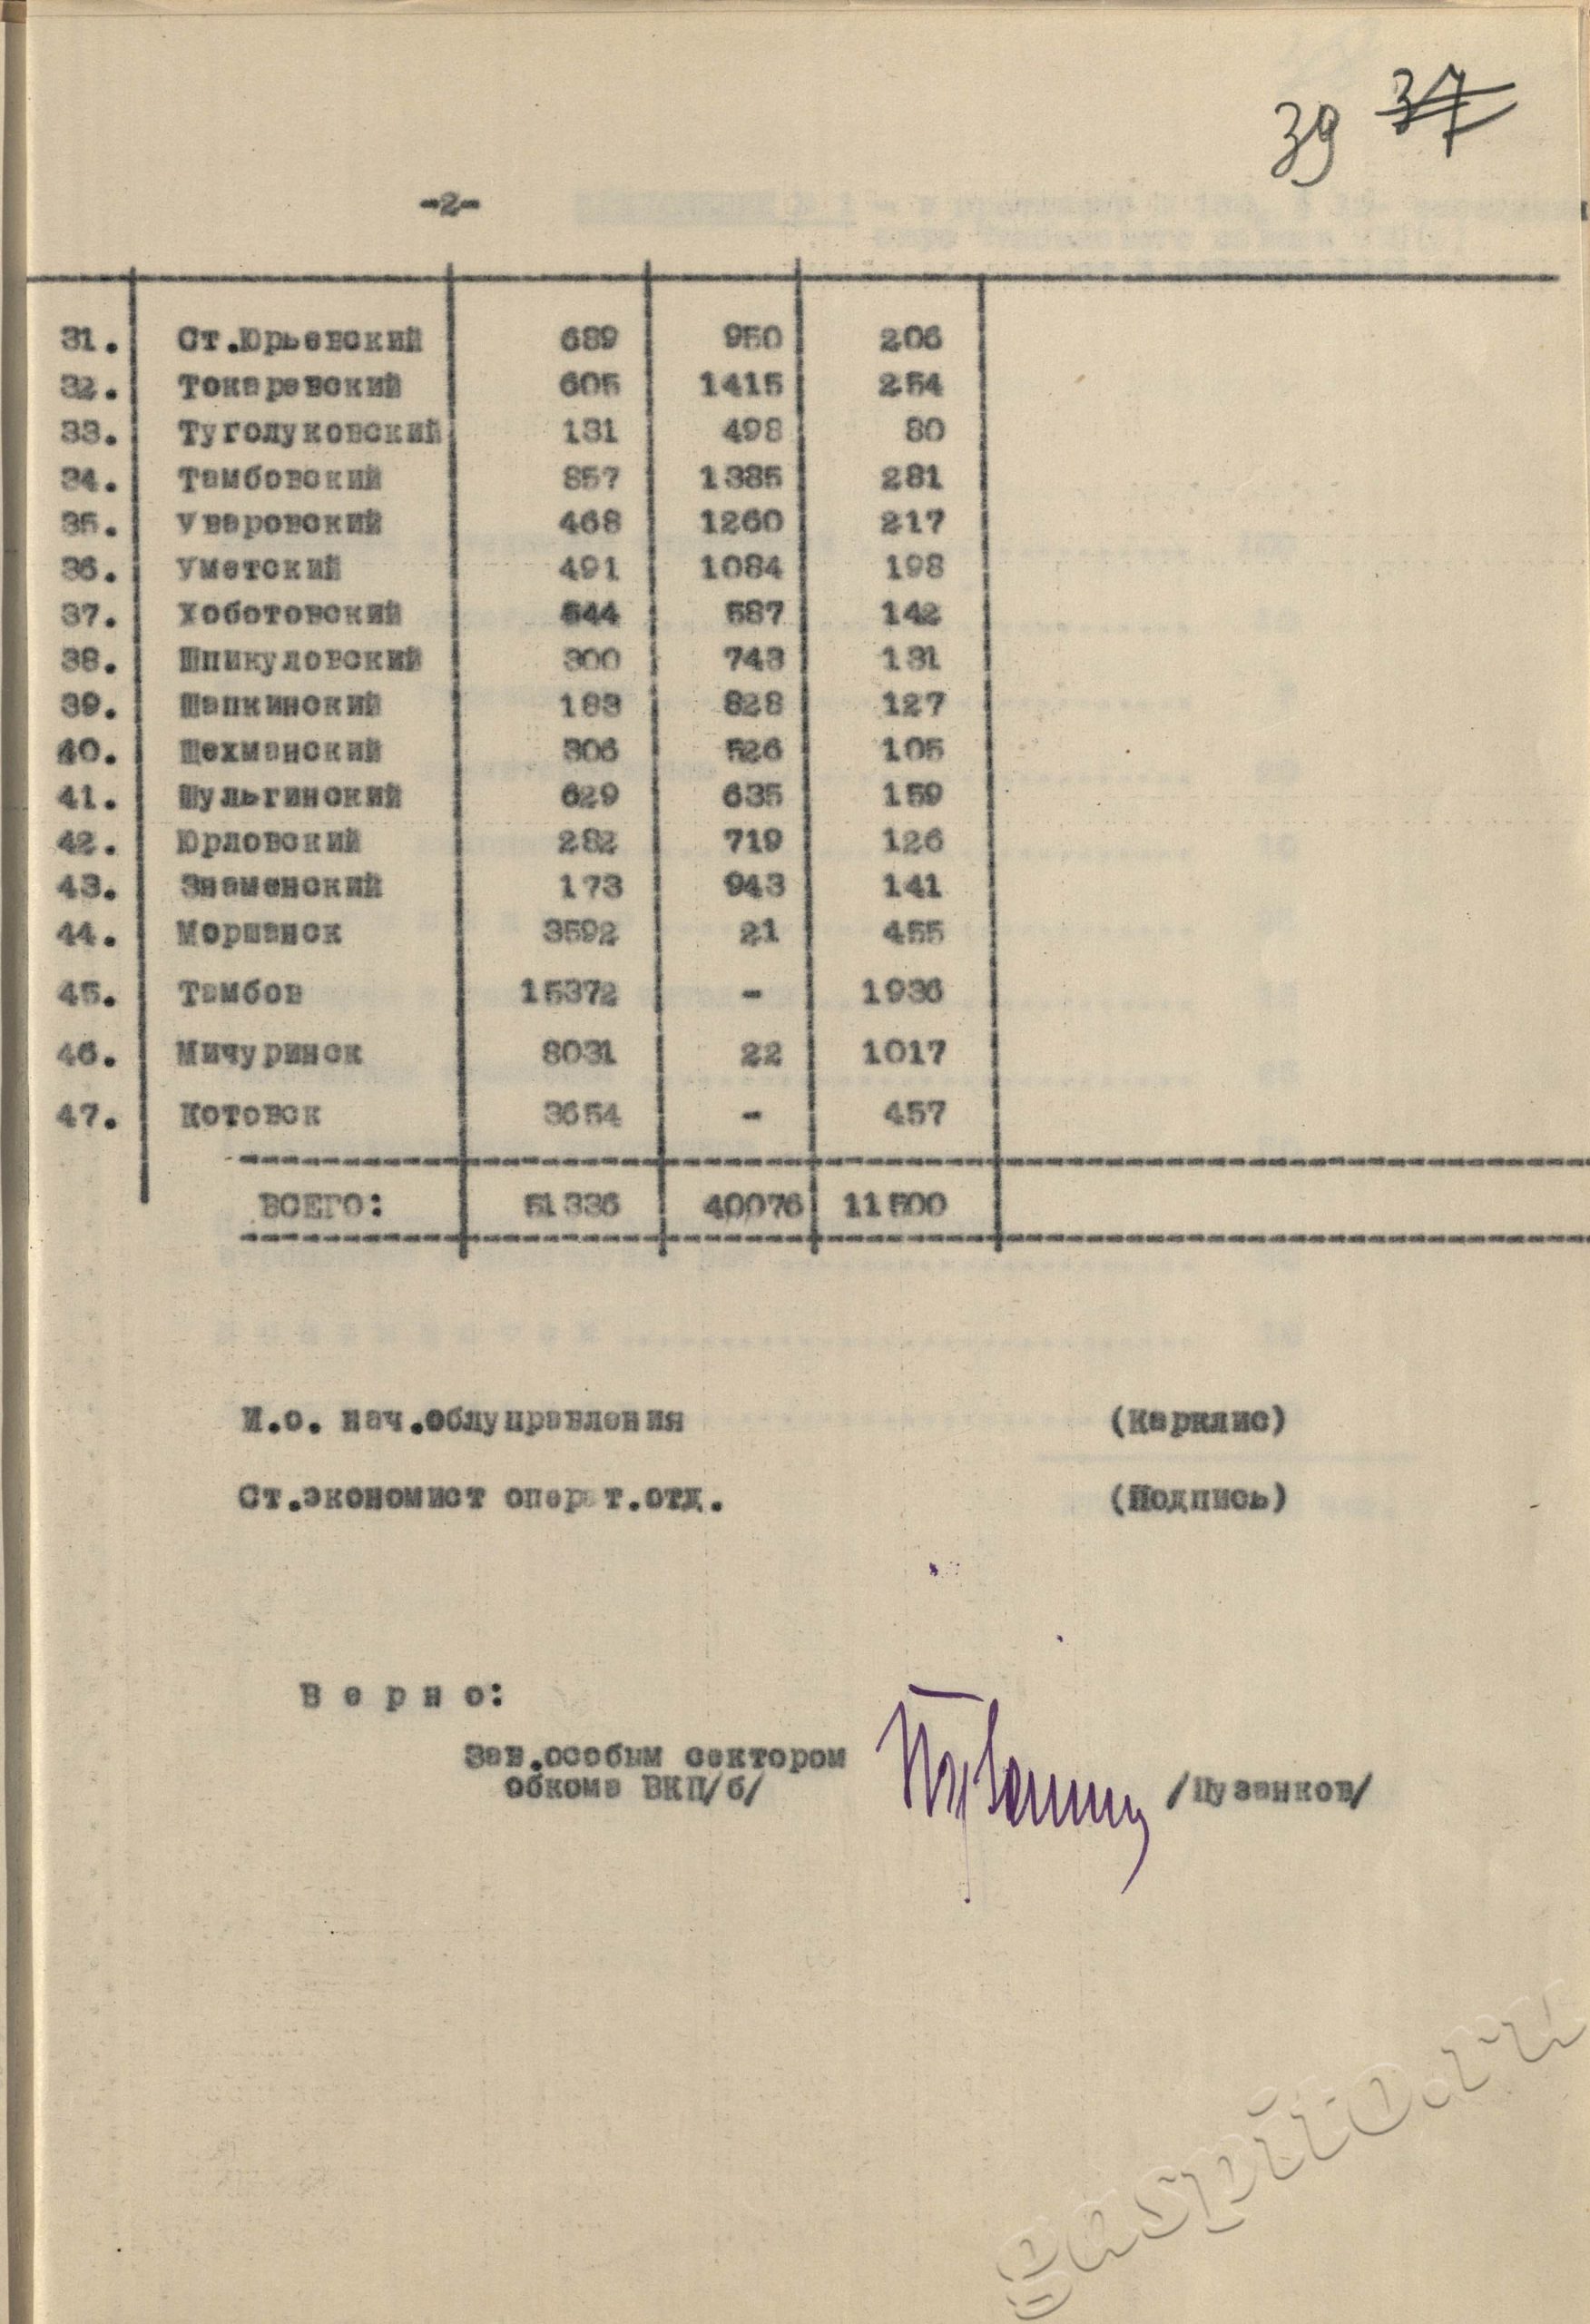 39 37
-2-
31. Ст.Юрьевский 689 950 206
32. Токаревский 605 1415 254
33. Туголуковский 131 498 80
34. Тамбовский 857 1385 281
35. Уваровский 468 1260 217
36. Уметский 491 1084 198
37. Хоботовский 544 587 142
38. Шпикуловский 300 743 131
39. Шапкинский 183 828 127
40. Шехманский 306 526 105
41. Шульгинский 629 635 159
42. Юрловский 282 719 126
43. Знаменский 173 943 141
44. Моршанск 3592 21 455
45. Тамбов 15372 - 1936
46. Мичуринск 8031 22 1017
47. Котовск 3654 - 457
ВСЕГО: 51336 40076 11500
И.о. нач.облуправления (Карклис)
Ст.экономист операт.отд. (Подпись)
В е р н о:
Зав.особым сектором
обкома ВКП/б/ /Пузанков/
gaspito.ru